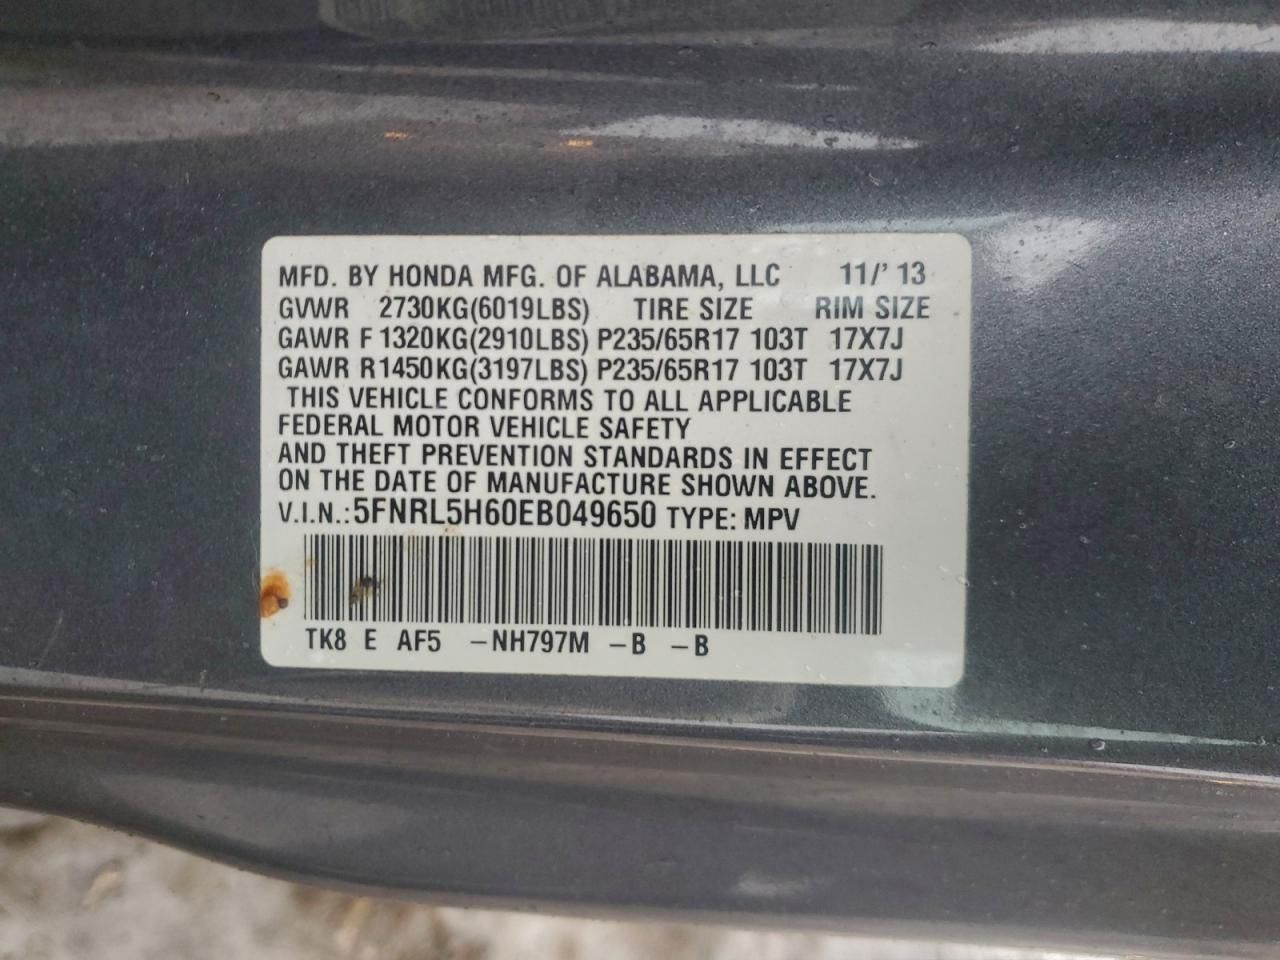 MFD. BY HONDA MFG. OF ALABAMA, LLC 11/' 13
GVWR 2730KG(6019LBS) TIRE SIZE RIM SIZE
GAWR F 1320KG(2910LBS) P235/65R17 103T 17X7J
GAWR R1450KG(3197LBS) P235/65R17 103T 17X7J
THIS VEHICLE CONFORMS TO ALL APPLICABLE
FEDERAL MOTOR VEHICLE SAFETY
AND THEFT PREVENTION STANDARDS IN EFFECT
ON THE DATE OF MANUFACTURE SHOWN ABOVE.
V.I.N.: 5FNRL5H60EB049650 TYPE: MPV
TK8 E AF5 -NH797M -B -B